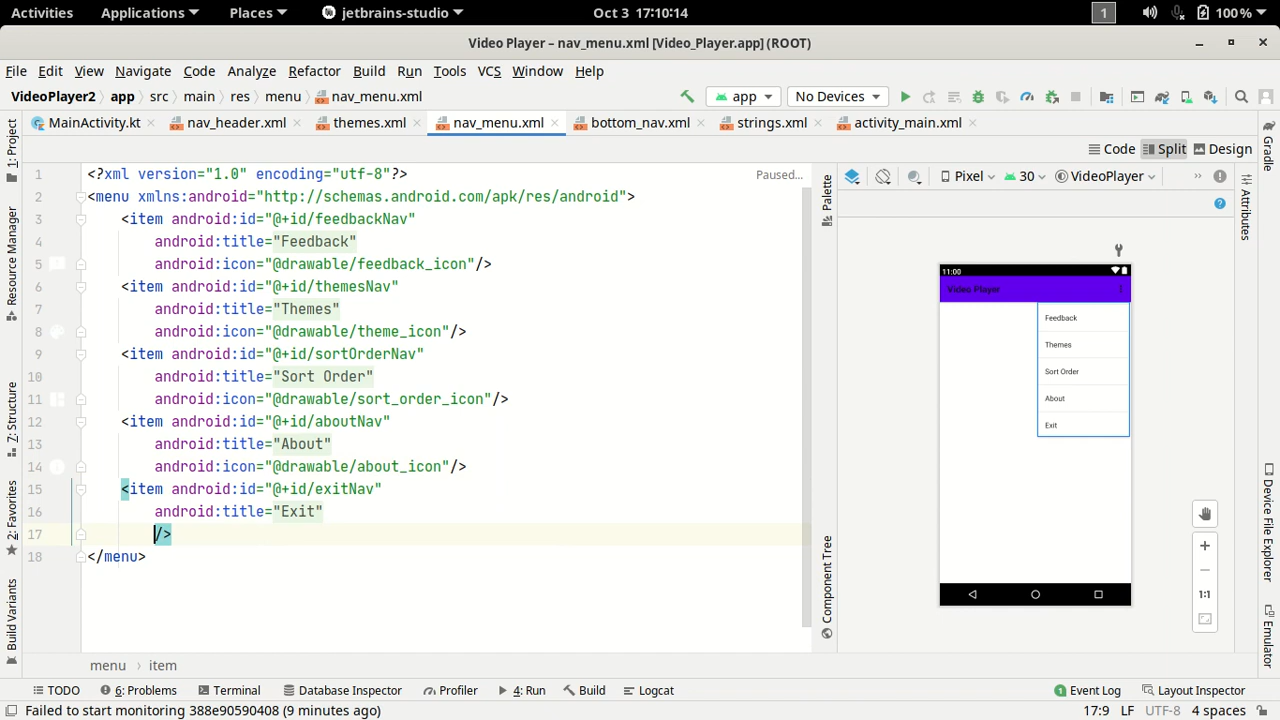 Activities Applications Places jetbrains-studio Oct 3 17:10:14 1 100%
Video Player – nav_menu.xml [Video_Player.app] (ROOT)
File Edit View Navigate Code Analyze Refactor Build Run Tools VCS Window Help
VideoPlayer2 app src main res menu nav_menu.xml app No Devices
MainActivity.kt nav_header.xml themes.xml nav_menu.xml bottom_nav.xml strings.xml activity_main.xml
Code Split Design
1 <?xml version="1.0" encoding="utf-8"?> Paused...
2 <menu xmlns:android="http://schemas.android.com/apk/res/android">
3 <item android:id="@+id/feedbackNav"
4 android:title="Feedback"
5 android:icon="@drawable/feedback_icon"/>
6 <item android:id="@+id/themesNav"
7 android:title="Themes"
8 android:icon="@drawable/theme_icon"/>
9 <item android:id="@+id/sortOrderNav"
10 android:title="Sort Order"
11 android:icon="@drawable/sort_order_icon"/>
12 <item android:id="@+id/aboutNav"
13 android:title="About"
14 android:icon="@drawable/about_icon"/>
15 <item android:id="@+id/exitNav"
16 android:title="Exit"
17 />
18 </menu>
Pixel 30 VideoPlayer
11:00
Video Player
Feedback
Themes
Sort Order
About
Exit
1:1
1: Project
Resource Manager
7: Structure
2: Favorites
Build Variants
Palette
Component Tree
Gradle
Attributes
Device File Explorer
Emulator
menu item
TODO 6: Problems Terminal Database Inspector Profiler 4: Run Build Logcat 1 Event Log Layout Inspector
Failed to start monitoring 388e90590408 (9 minutes ago) 17:9 LF UTF-8 4 spaces